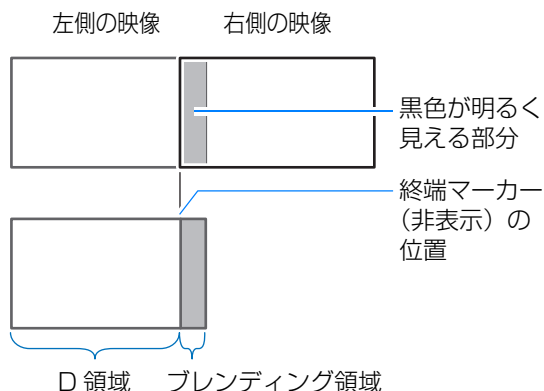 左側の映像
右側の映像
黒色が明るく
見える部分
終端マーカー
（非表示）の
位置
D 領域
ブレンディング領域